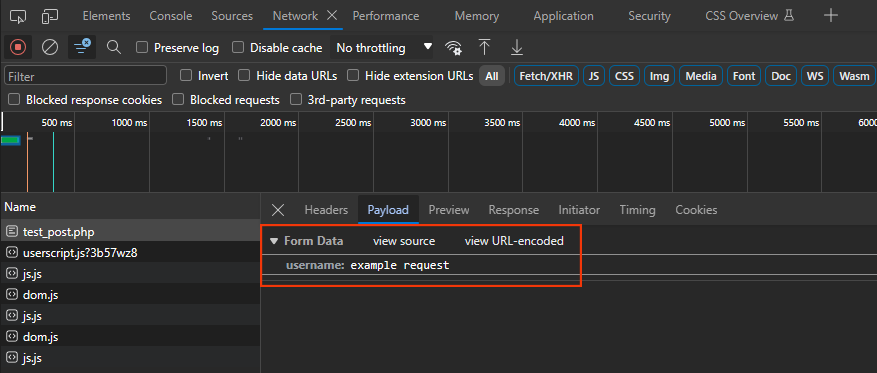 Elements Console Sources Network Performance Memory Application Security CSS Overview
Preserve log Disable cache No throttling
Filter Invert Hide data URLs Hide extension URLs All Fetch/XHR JS CSS Img Media Font Doc WS Wasm
Blocked response cookies Blocked requests 3rd-party requests
500 ms 1000 ms 1500 ms 2000 ms 2500 ms 3000 ms 3500 ms 4000 ms 4500 ms 5000 ms 5500 ms 6000
Name Headers Payload Preview Response Initiator Timing Cookies
test_post.php
userscript.js?3b57wz8
js.js
dom.js
js.js
dom.js
js.js
Form Data view source view URL-encoded
username: example request